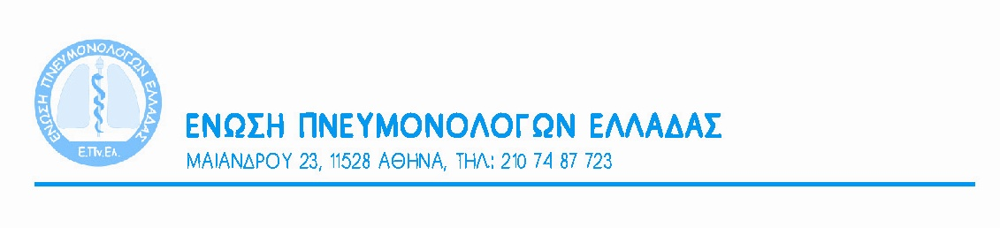 ΕΝΩΣΗ ΠΝΕΥΜΟΝΟΛΟΓΩΝ ΕΛΛΑΔΑΣ
Ε.Πν.Ελ.
ΕΝΩΣΗ ΠΝΕΥΜΟΝΟΛΟΓΩΝ ΕΛΛΑΔΑΣ
ΜΑΙΑΝΔΡΟΥ 23, 11528 ΑΘΗΝΑ, ΤΗΛ: 210 74 87 723